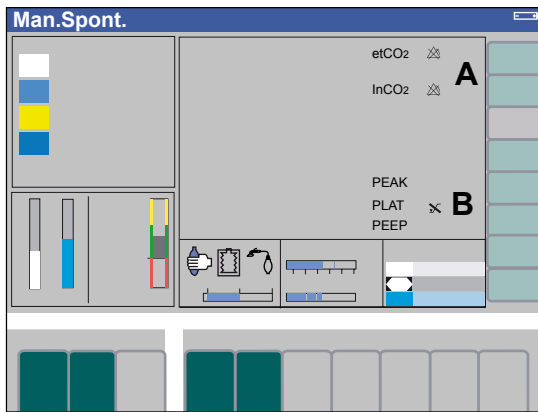 Man.Spont.
etCO2
A
InCO2
PEAK
PLAT
B
PEEP